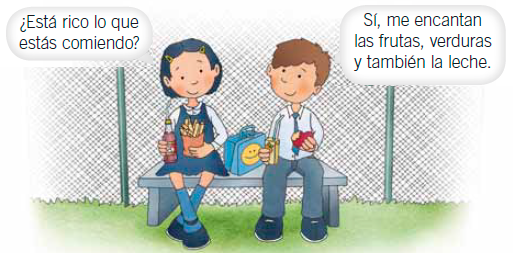 ¿Está rico lo que
estás comiendo?
Sí, me encantan
las frutas, verduras
y también la leche.